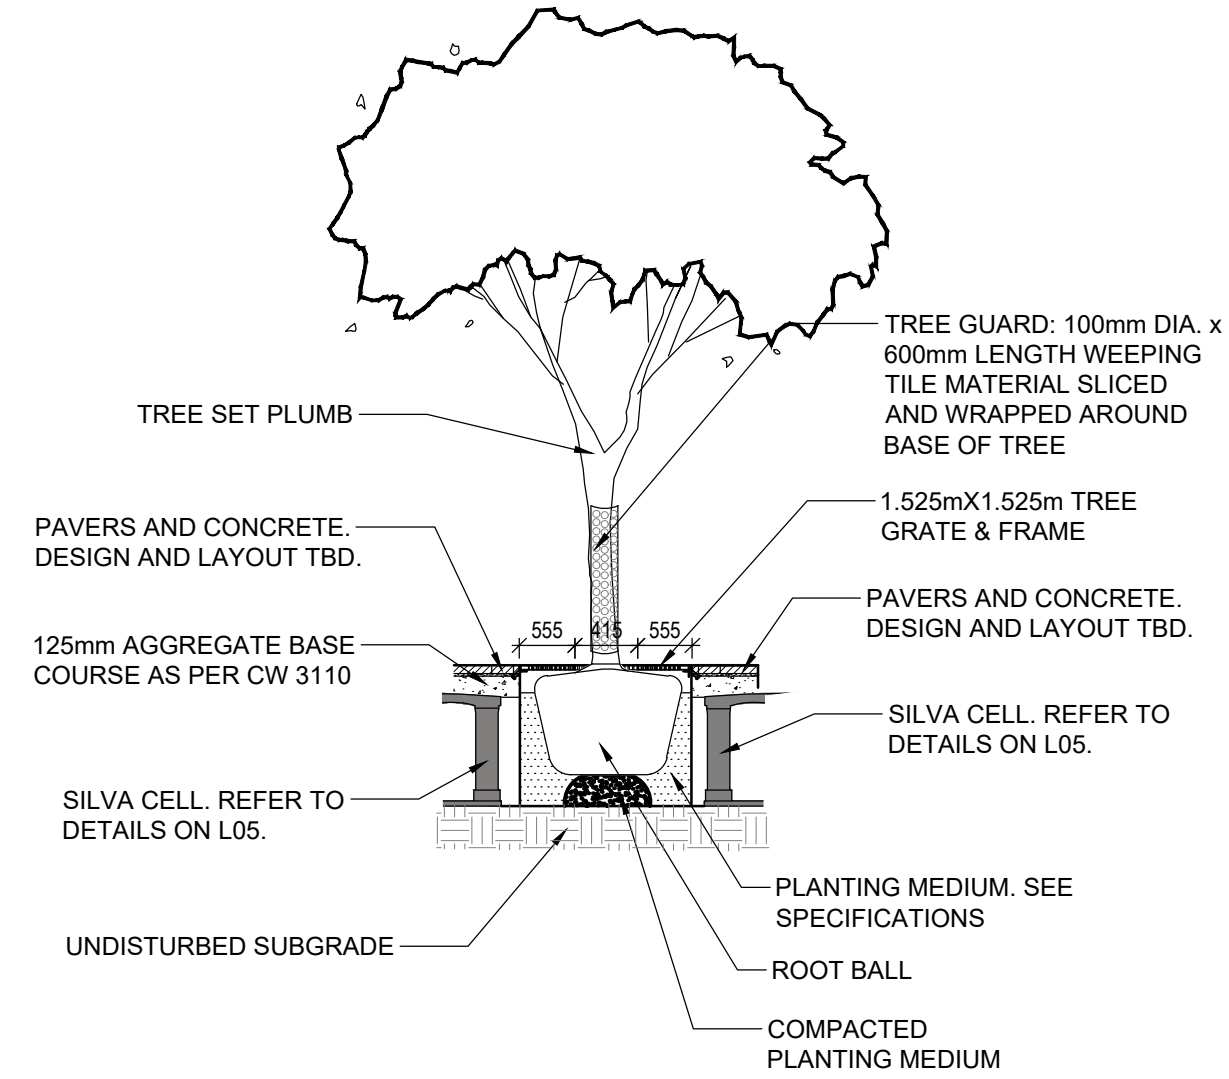 TREE GUARD: 100mm DIA. x
600mm LENGTH WEEPING
TILE MATERIAL SLICED
AND WRAPPED AROUND
BASE OF TREE
TREE SET PLUMB
1.525mX1.525m TREE
GRATE & FRAME
PAVERS AND CONCRETE.
DESIGN AND LAYOUT TBD.
PAVERS AND CONCRETE.
DESIGN AND LAYOUT TBD.
555 415 555
125mm AGGREGATE BASE
COURSE AS PER CW 3110
SILVA CELL. REFER TO
DETAILS ON L05.
SILVA CELL. REFER TO
DETAILS ON L05.
PLANTING MEDIUM. SEE
SPECIFICATIONS
UNDISTURBED SUBGRADE
ROOT BALL
COMPACTED
PLANTING MEDIUM